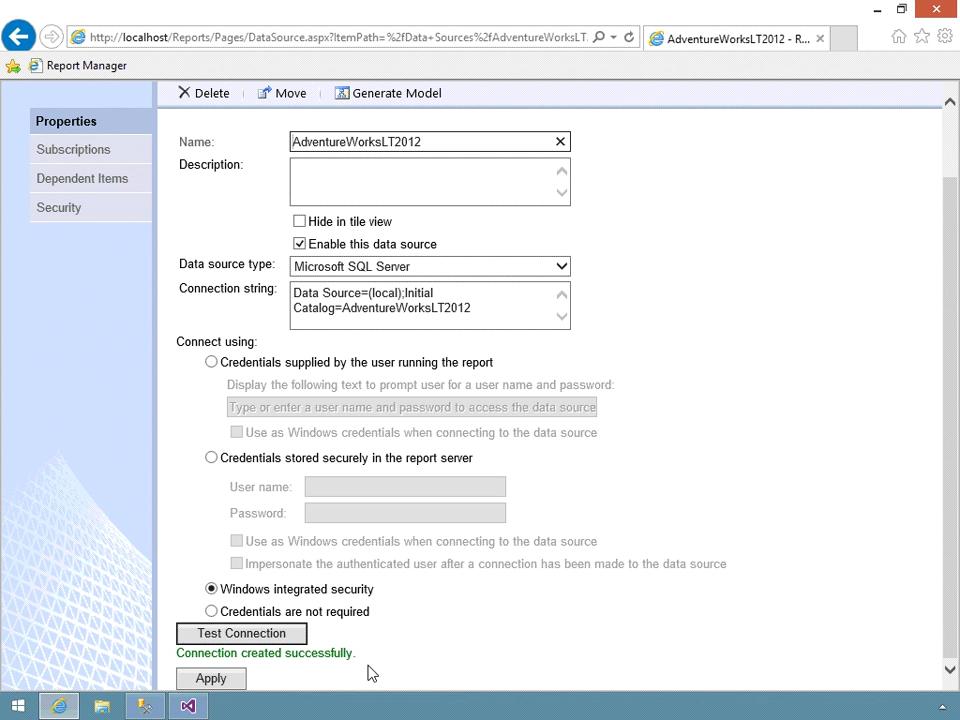 http://localhost/Reports/Pages/DataSource.aspx?ItemPath=%2fData+Sources%2fAdventureWorksLT.
AdventureWorksLT2012 - R...
Report Manager
Delete
Move
Generate Model
Properties
Subscriptions
Dependent Items
Security
Name: AdventureWorksLT2012
Description:
Hide in tile view
Enable this data source
Data source type: Microsoft SQL Server
Connection string: Data Source=(local);Initial
Catalog=AdventureWorksLT2012
Connect using:
Credentials supplied by the user running the report
Display the following text to prompt user for a user name and password:
Type or enter a user name and password to access the data source
Use as Windows credentials when connecting to the data source
Credentials stored securely in the report server
User name:
Password:
Use as Windows credentials when connecting to the data source
Impersonate the authenticated user after a connection has been made to the data source
Windows integrated security
Credentials are not required
Test Connection
Connection created successfully.
Apply